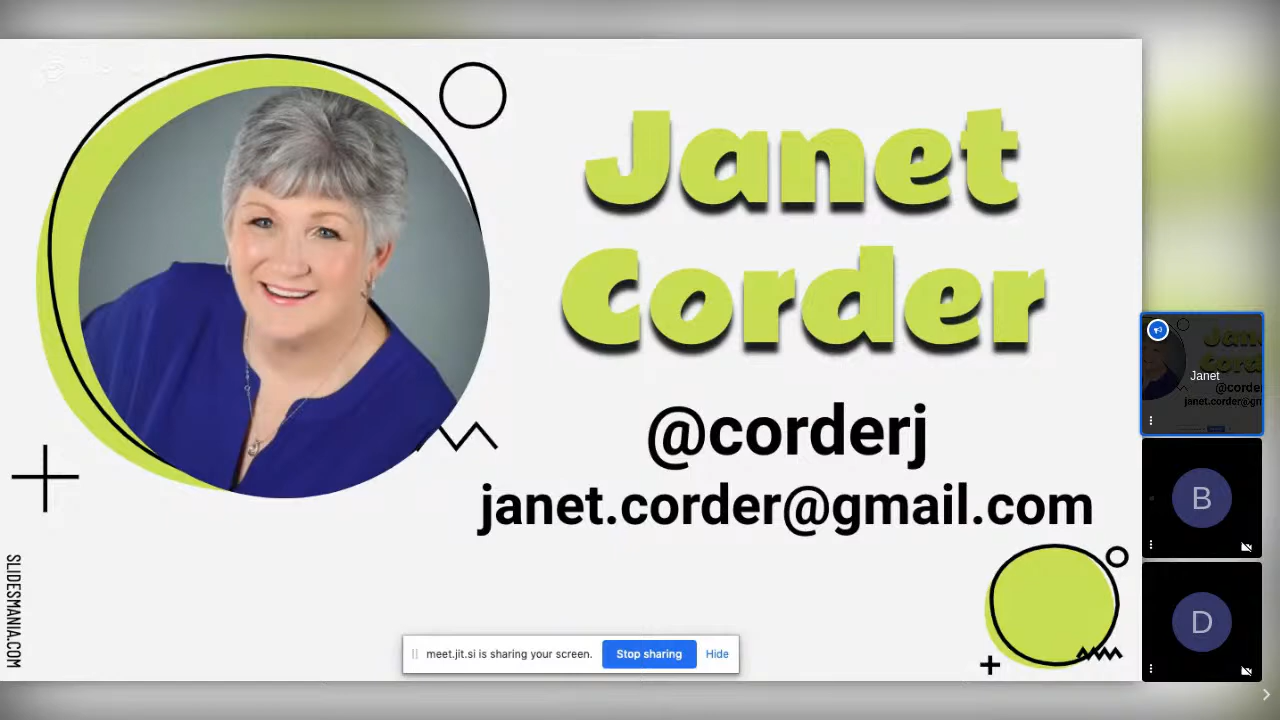 Janet
Corder
@corderj
janet.corder@gmail.com
SLIDESMANIA.COM
meet.jit.si is sharing your screen. Stop sharing Hide
Janet
B
D